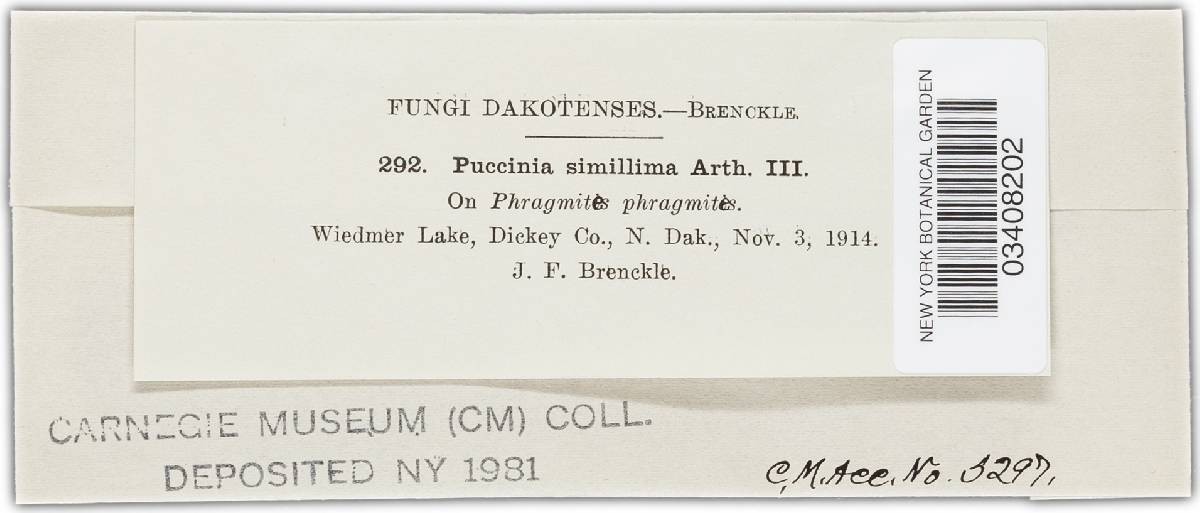 FUNGI DAKOTENSES.—BRENCKLE.
292. Puccinia simillima Arth. III.
On Phragmites phragmites.
Wiedmer Lake, Dickey Co., N. Dak., Nov. 3, 1914.
J. F. Brenckle.
NEW YORK BOTANICAL GARDEN
03408202
CARNEGIE MUSEUM (CM) COLL.
DEPOSITED NY 1981
C.M. Acc. No. 5297.